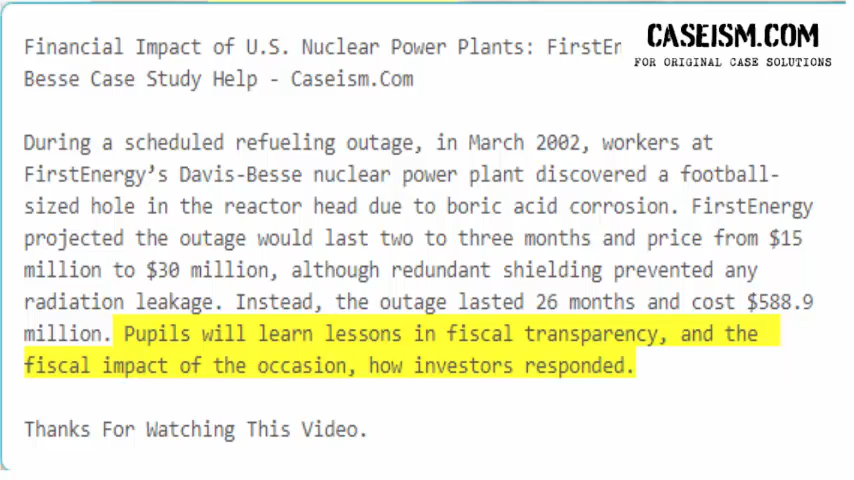 Financial Impact of U.S. Nuclear Power Plants: FirstEn
CASEISM.COM
FOR ORIGINAL CASE SOLUTIONS
Besse Case Study Help - Caseism.Com
During a scheduled refueling outage, in March 2002, workers at
FirstEnergy’s Davis-Besse nuclear power plant discovered a football-
sized hole in the reactor head due to boric acid corrosion. FirstEnergy
projected the outage would last two to three months and price from $15
million to $30 million, although redundant shielding prevented any
radiation leakage. Instead, the outage lasted 26 months and cost $588.9
million. Pupils will learn lessons in fiscal transparency, and the
fiscal impact of the occasion, how investors responded.
Thanks For Watching This Video.